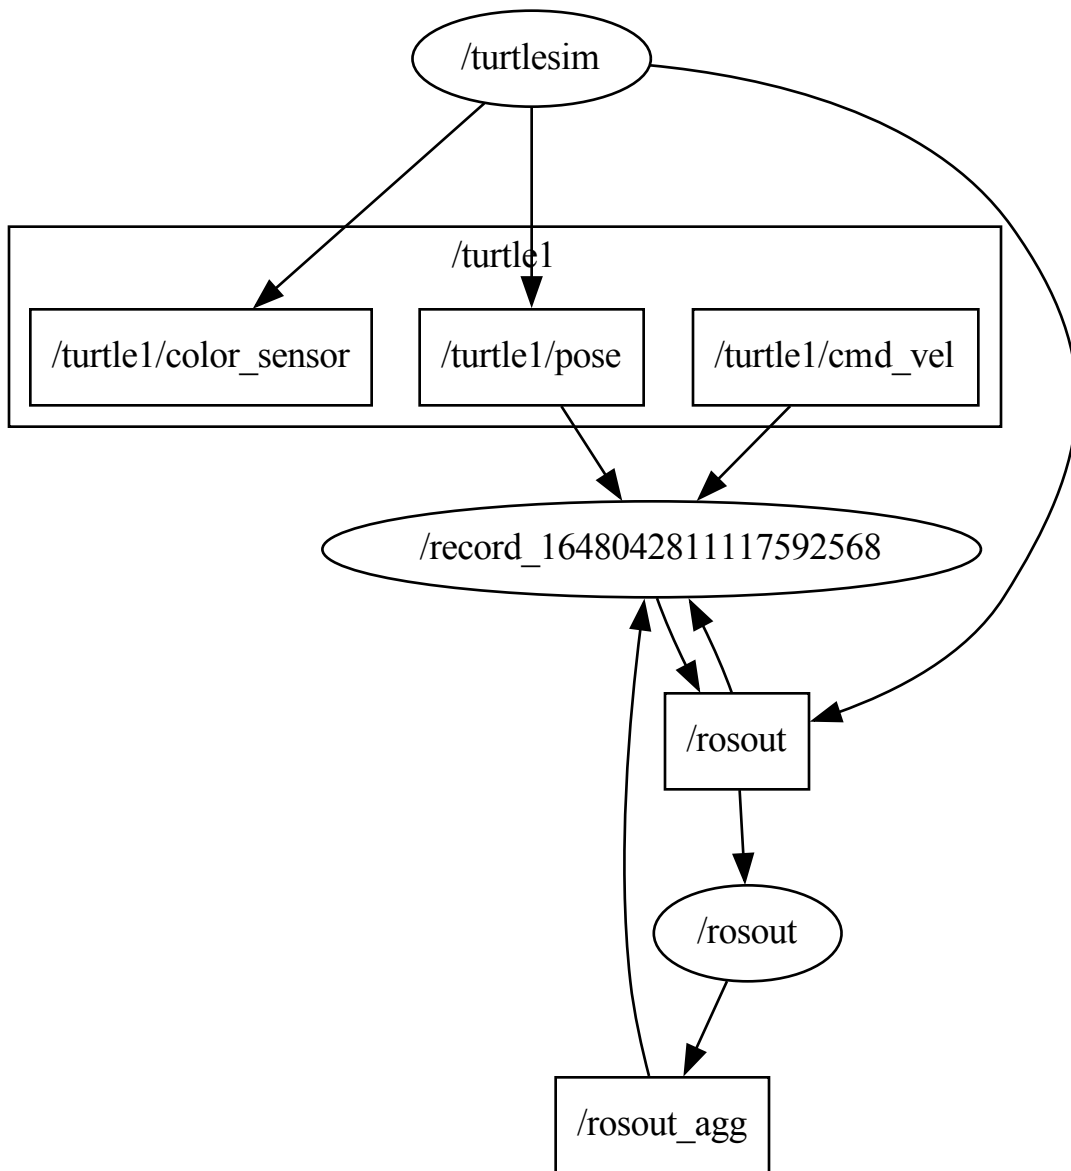 /turtlesim
/turtle1
/turtle1/color_sensor
/turtle1/pose
/turtle1/cmd_vel
/record_1648042811117592568
/rosout
/rosout
/rosout_agg